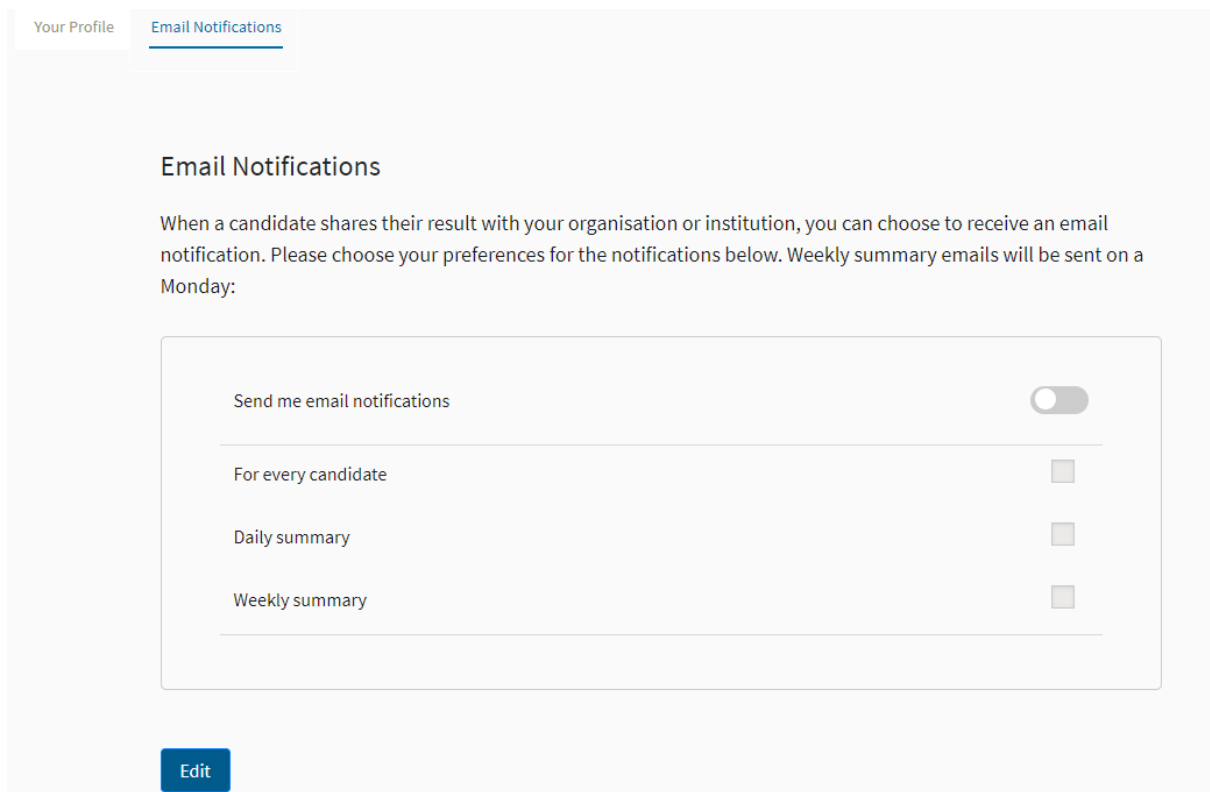 Your Profile Email Notifications
Email Notifications
When a candidate shares their result with your organisation or institution, you can choose to receive an email
notification. Please choose your preferences for the notifications below. Weekly summary emails will be sent on a
Monday:
Send me email notifications
For every candidate
Daily summary
Weekly summary
Edit